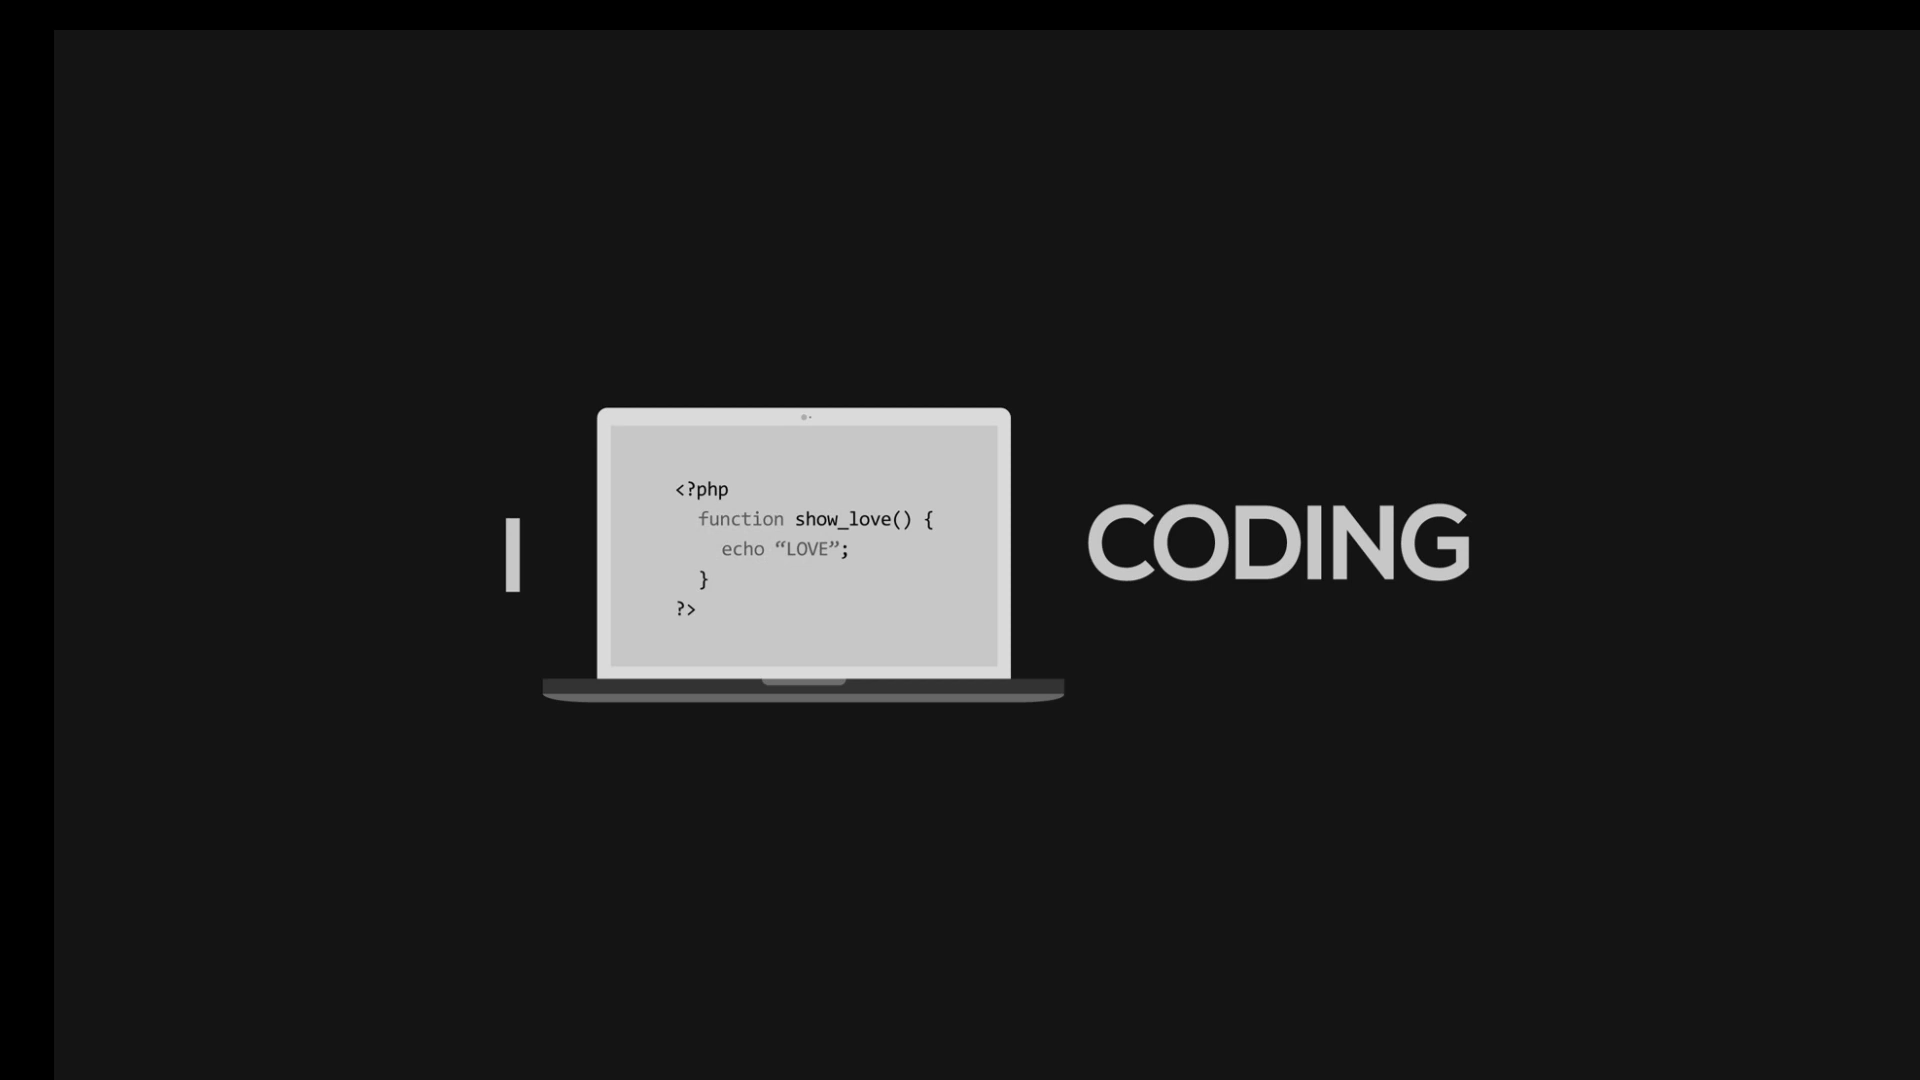 I
<?php
function show_love() {
echo “LOVE”;
}
?>
CODING